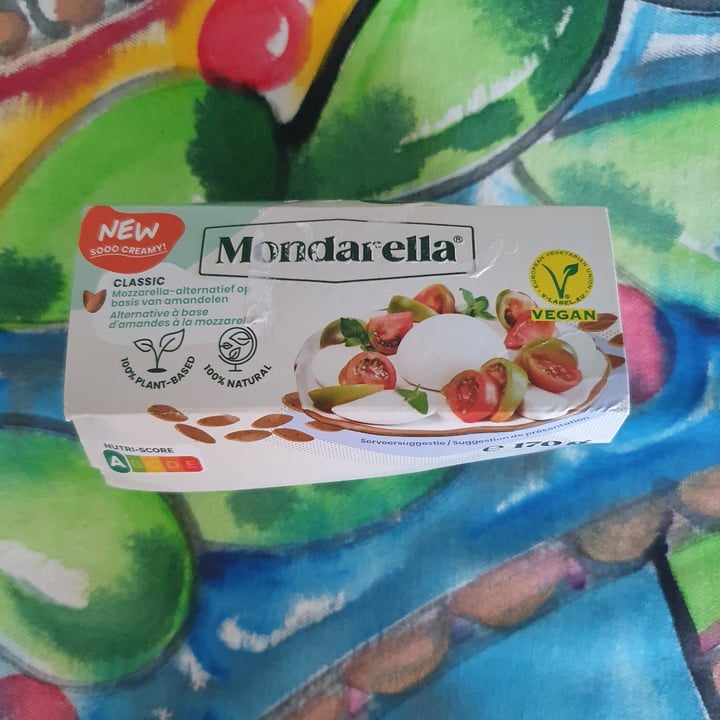 NEW
SOOO CREAMY!
Mondarella®
CLASSIC
Mozzarella-alternatief op
basis van amandelen
Alternative à base
d'amandes à la mozzarel
100% PLANT-BASED
100% NATURAL
EUROPEAN VEGETARIAN UNION
V-LABEL.EU
VEGAN
Serveersuggestie / Suggestion de présentation
NUTRI-SCORE
A B C D E
e 170 g